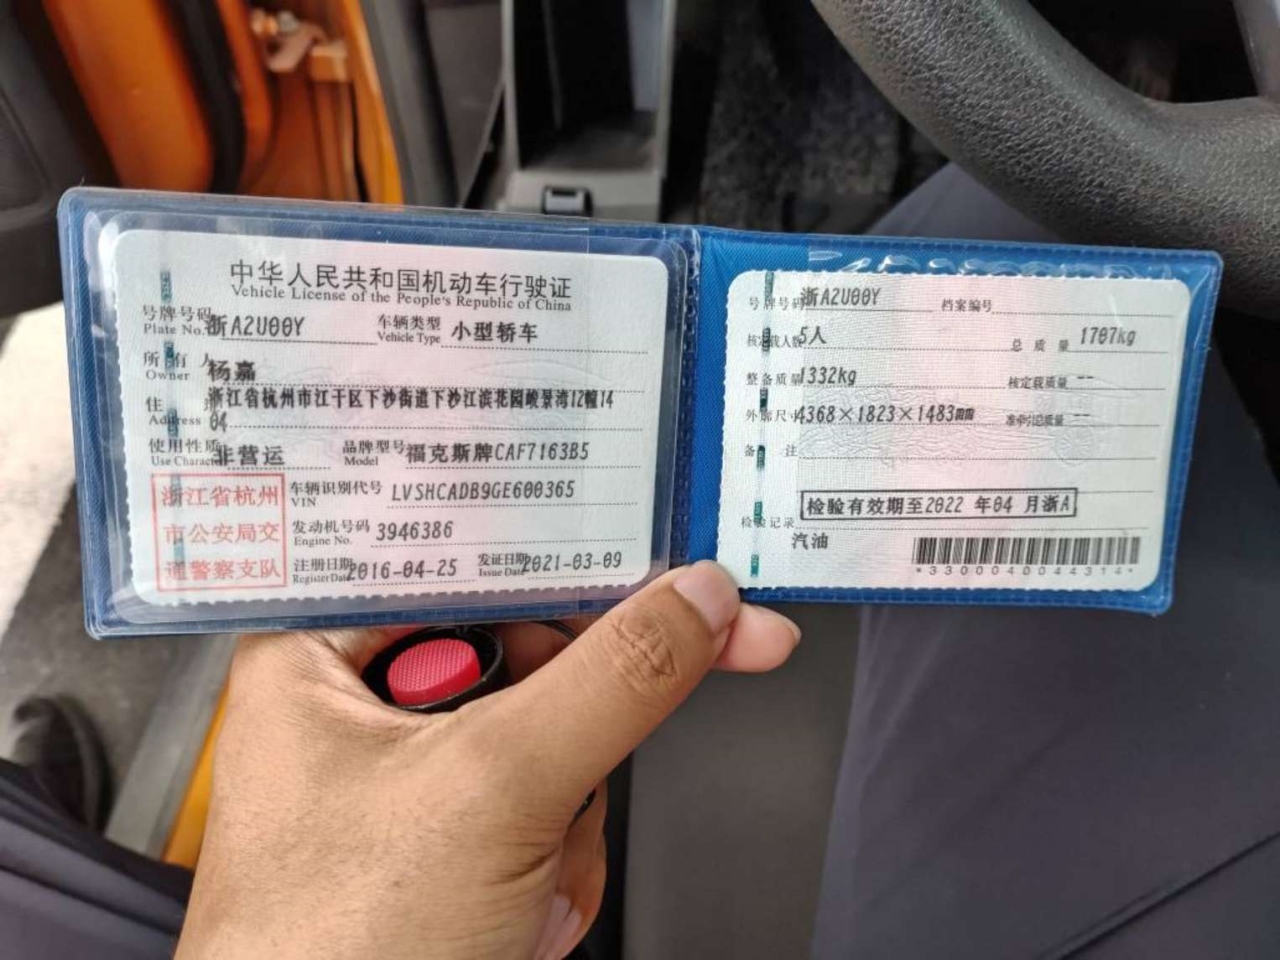 中华人民共和国机动车行驶证
Vehicle License of the People's Republic of China
号牌号码 浙A2U00Y 车辆类型 小型轿车
Plate No. Vehicle Type
所有人 杨嘉
Owner
住址 浙江省杭州市江干区下沙街道下沙江滨花园峻景湾12幢14
Address 04
使用性质 非营运 品牌型号 福克斯牌CAF7163B5
Use Character Model
浙江省杭州
市公安局交
通警察支队
车辆识别代号 LVSHCADB9GE600365
VIN
发动机号码 3946386
Engine No.
注册日期 2016-04-25 发证日期 2021-03-09
Register Date Issue Date
号牌号码 浙A2U00Y 档案编号
核定载人数 5人 总质量 1707kg
整备质量 1332kg 核定载质量 --
外廓尺寸 4368×1823×1483mm 准牵引总质量 --
备注
检验有效期至2022 年04 月浙A
检验记录
汽油
*3300040044314*